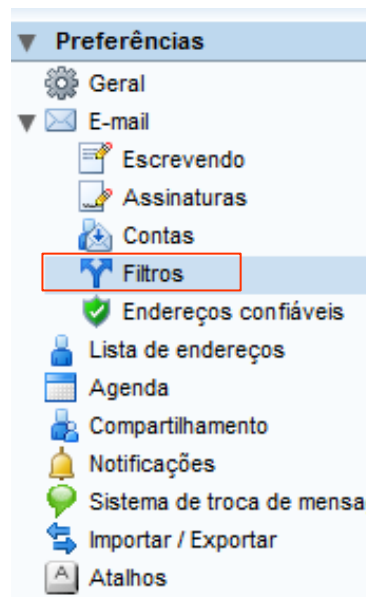 Preferências
Geral
E-mail
Escrevendo
Assinaturas
Contas
Filtros
Endereços confiáveis
Lista de endereços
Agenda
Compartilhamento
Notificações
Sistema de troca de mensa
Importar / Exportar
A Atalhos